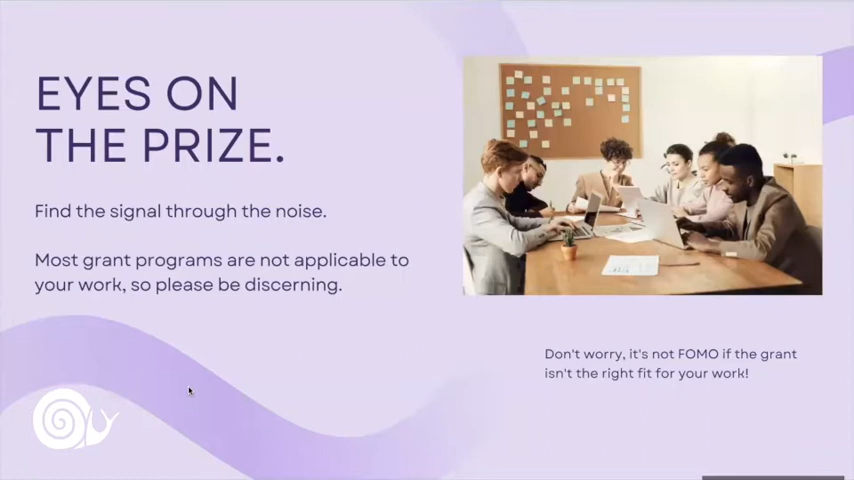 EYES ON
THE PRIZE.
Find the signal through the noise.
Most grant programs are not applicable to
your work, so please be discerning.
Don't worry, it's not FOMO if the grant
isn't the right fit for your work!